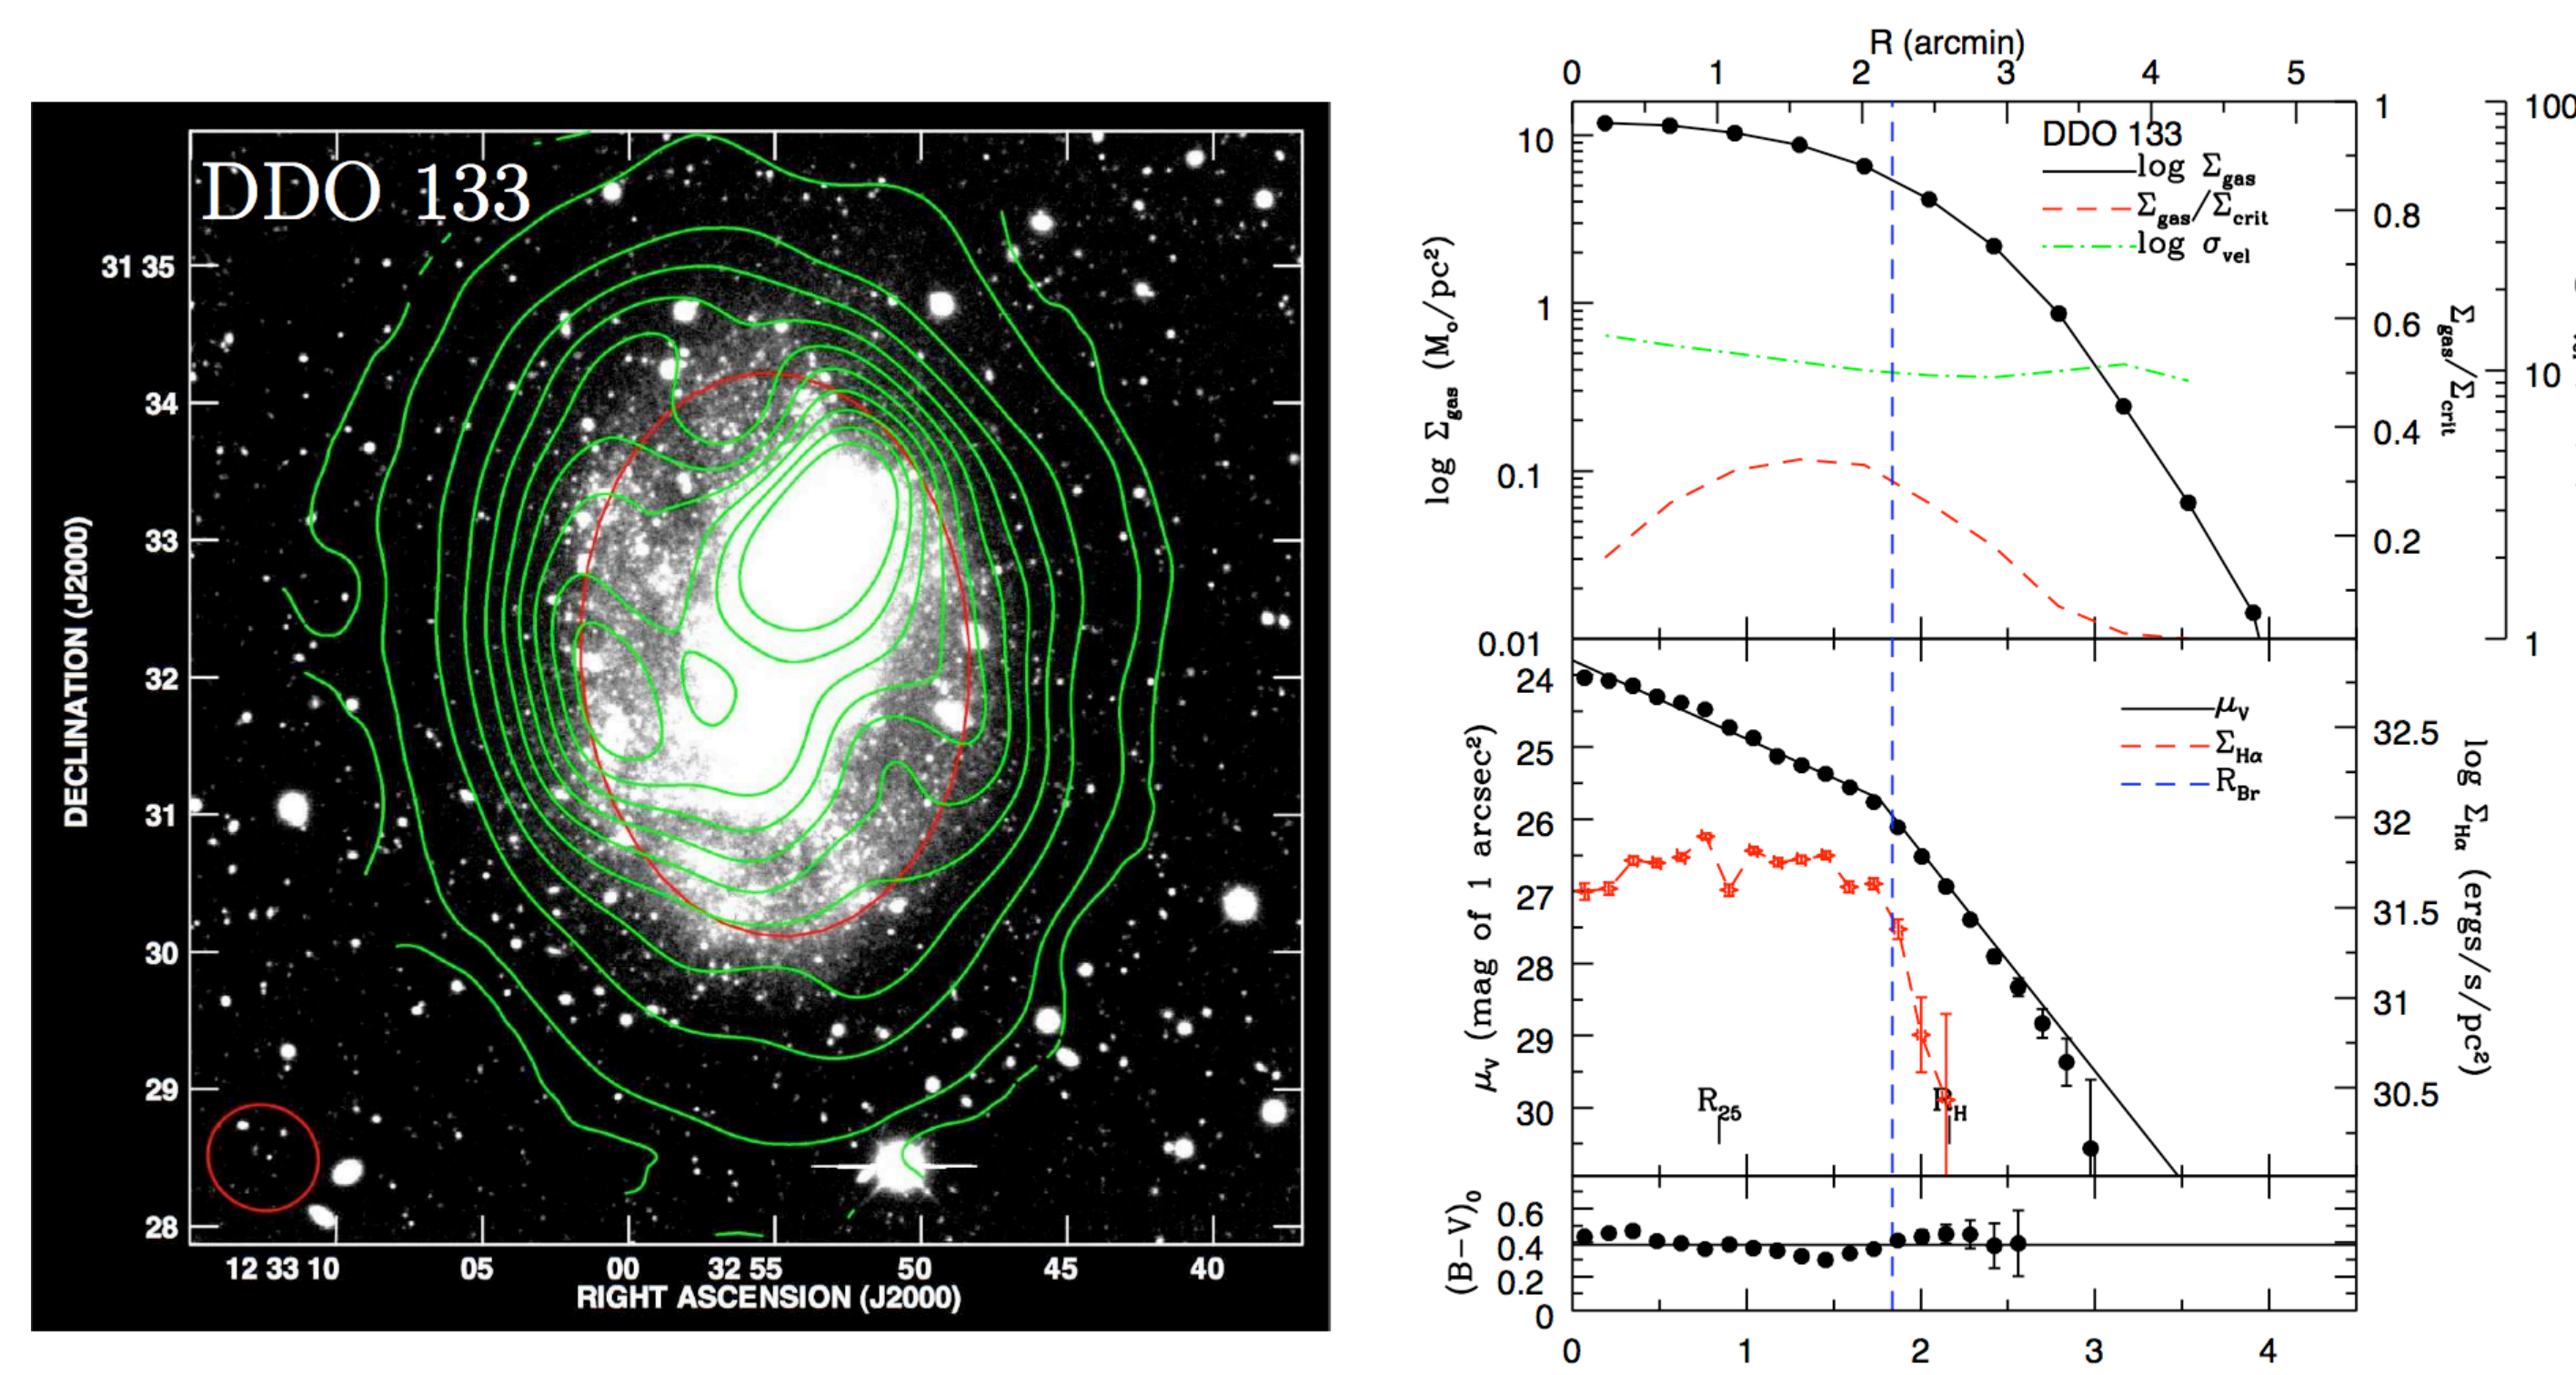 DDO 133
31 35
34
33
32
31
30
29
28
DECLINATION (J2000)
12 33 10 05 00 32 55 50 45 40
RIGHT ASCENSION (J2000)
R (arcmin)
0 1 2 3 4 5
DDO 133
log Σgas
Σgas/Σcrit
log σvel
log Σgas (Mo/pc²)
10
1
0.1
0.01
1
0.8
0.6
0.4
0.2
Σgas/Σcrit
100
10
1
μV
ΣHα
RBr
μV (mag of 1 arcsec²)
24
25
26
27
28
29
30
R25
RH
32.5
32
31.5
31
30.5
log ΣHα (ergs/s/pc²)
(B−V)0
0.6
0.4
0.2
0
0 1 2 3 4